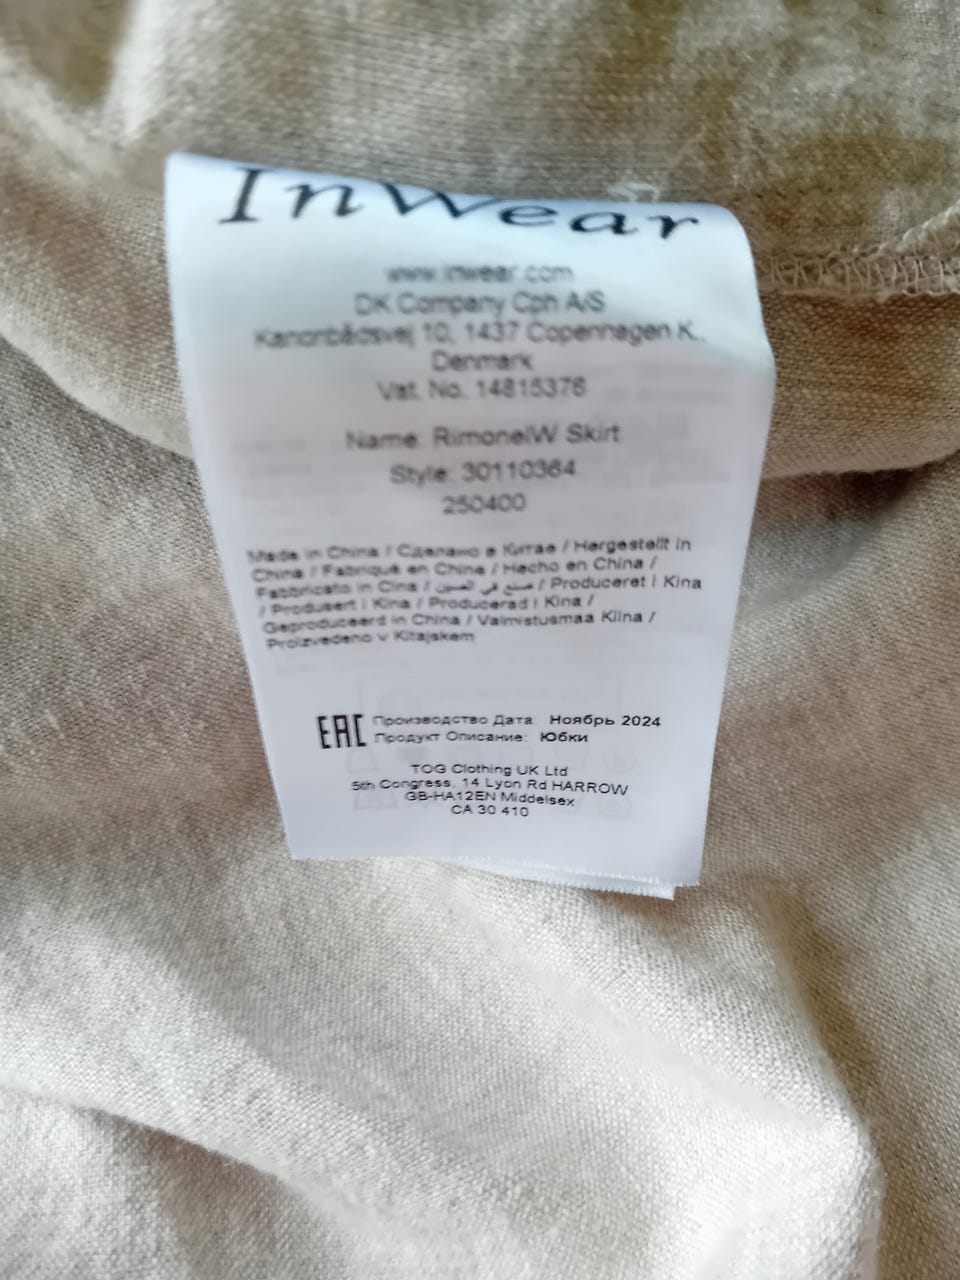 InWear
www.inwear.com
DK Company Cph A/S
Kanonbådsvej 10, 1437 Copenhagen K.,
Denmark
Vat. No. 14815376
Name: RimoneIW Skirt
Style: 30110364
250400
Made in China / Сделано в Китае / Hergestellt in
China / Fabriqué en Chine / Hecho en China /
Fabbricato in Cina / صنع في الصين / Produceret i Kina
/ Produsert i Kina / Producerad i Kina /
Geproduceerd in China / Valmistusmaa Kiina /
Proizvedeno v Kitajskem
EAC Производство Дата: Ноябрь 2024
Продукт Описание: Юбки
TOG Clothing UK Ltd
5th Congress, 14 Lyon Rd HARROW
GB-HA12EN Middelsex
CA 30 410